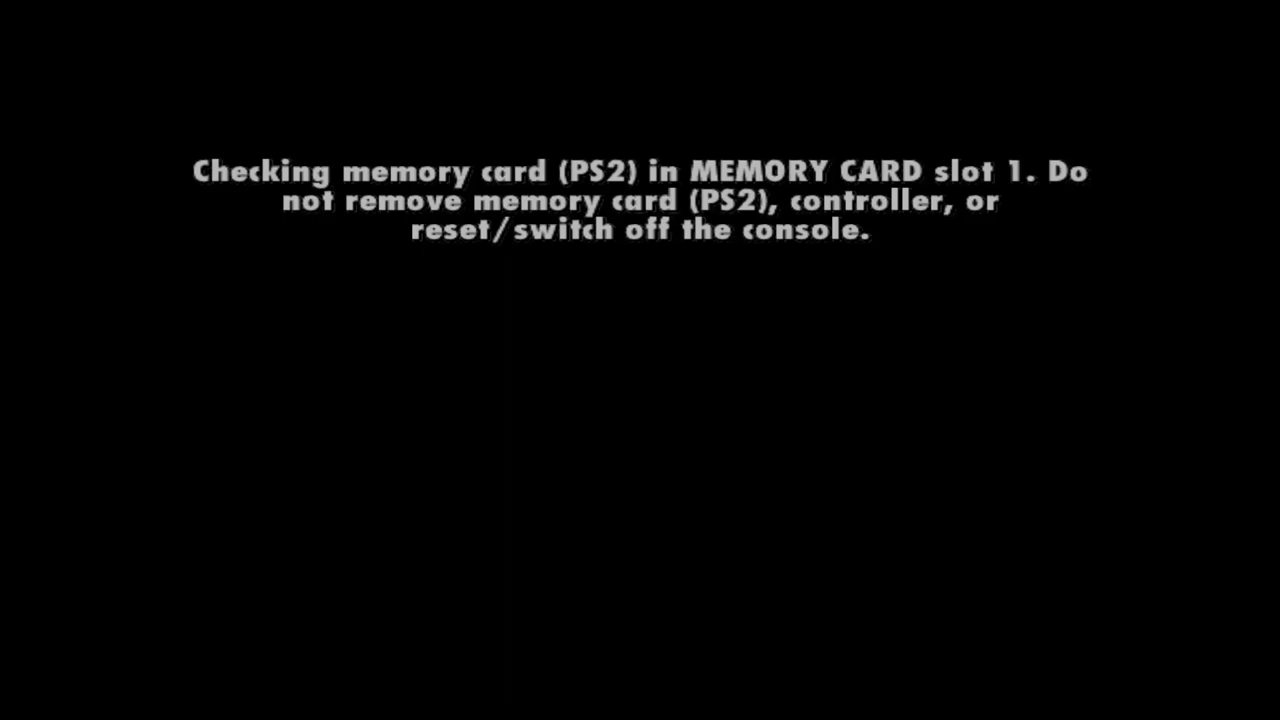 Checking memory card (PS2) in MEMORY CARD slot 1. Do
not remove memory card (PS2), controller, or
reset/switch off the console.